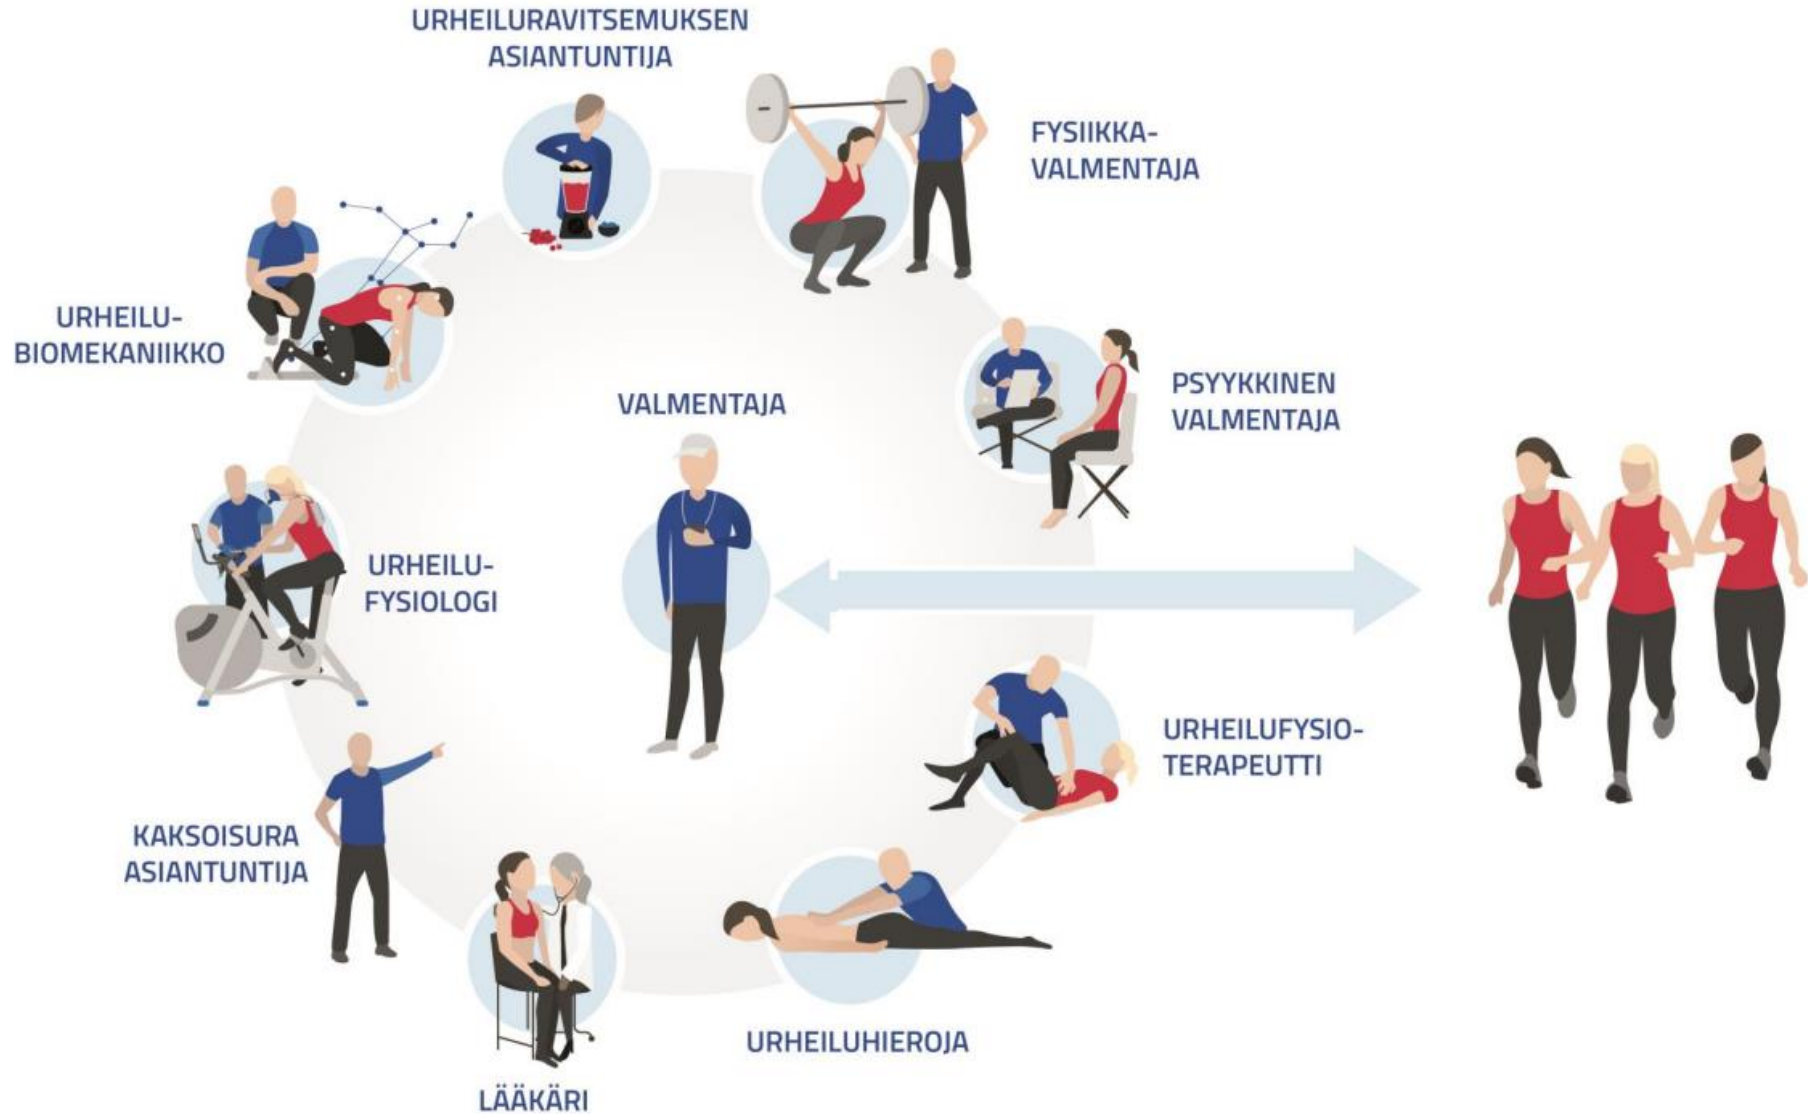 URHEILURAVITSEMUKSEN
ASIANTUNTIJA
FYSIIKKA-
VALMENTAJA
URHEILU-
BIOMEKANIIKKO
PSYYKKINEN
VALMENTAJA
VALMENTAJA
URHEILU-
FYSIOLOGI
URHEILUFYSIO-
TERAPEUTTI
KAKSOISURA
ASIANTUNTIJA
URHEILUHIEROJA
LÄÄKÄRI